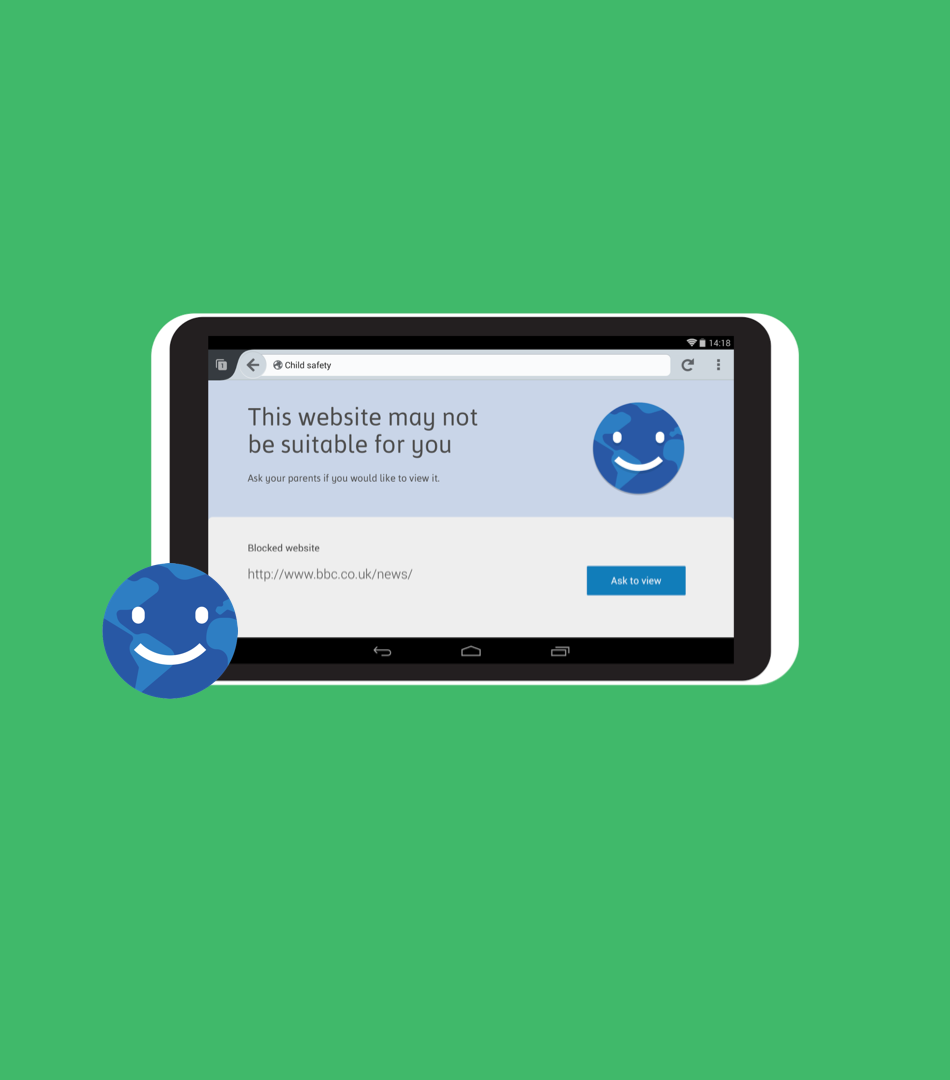 14:18
1
Child safety
This website may not
be suitable for you
Ask your parents if you would like to view it.
Blocked website
http://www.bbc.co.uk/news/
Ask to view